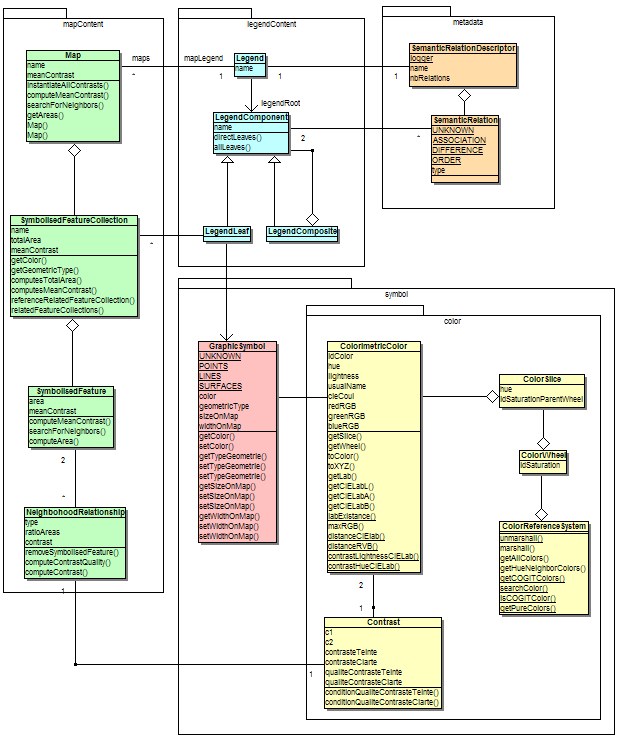 mapContent
Map
name
meanContrast
InstantiateAllContrasts()
computeMeanContrast()
searchForNeighbors()
getAreas()
Map()
Map()
maps
*
SymbolisedFeatureCollection
name
totalArea
meanContrast
getColor()
getGeometricType()
computesTotalArea()
computesMeanContrast()
referenceRelatedFeatureCollection()
relatedFeatureCollections()
*
SymbolisedFeature
area
meanContrast
computeMeanContrast()
searchForNeighbors()
computeArea()
2
*
NeighborhoodRelationship
type
ratioAreas
contrast
removeSymbolisedFeature()
computeContrastQuality()
computeContrast()
1
legendContent
mapLegend
1
Legend
name
1
legendRoot
LegendComponent
name
directLeaves()
allLeaves()
2
LegendLeaf
LegendComposite
metadata
1
SemanticRelationDescriptor
logger
name
nbRelations
*
SemanticRelation
UNKNOWN
ASSOCIATION
DIFFERENCE
ORDER
type
symbol
GraphicSymbol
UNKNOWN
POINTS
LINES
SURFACES
color
geometricType
sizeOnMap
widthOnMap
getColor()
setColor()
getTypeGeometrie()
setTypeGeometrie()
setTypeGeometrie()
getSizeOnMap()
setSizeOnMap()
setSizeOnMap()
getWidthOnMap()
setWidthOnMap()
setWidthOnMap()
color
ColorimetricColor
idColor
hue
lightness
usualName
cleCoul
redRGB
greenRGB
blueRGB
getSlice()
getWheel()
toColor()
toXYZ()
getLab()
getCIELabL()
getCIELabA()
getCIELabB()
labExistance()
maxRGB()
distanceCIElab()
distanceRVB()
contrastLightnessCIELab()
contrastHueCIELab()
2
1
Contrast
c1
c2
contrasteTeinte
contrasteClarte
qualiteContrasteTeinte
qualiteContrasteClarte
conditionQualiteContrasteTeinte()
conditionQualiteContrasteClarte()
1
ColorSlice
hue
idSaturationParentWheel
ColorWheel
idSaturation
ColorReferenceSystem
unmarshall()
marshall()
getAllColors()
getHueNeighborColors()
getCOGITColors()
searchColor()
isCOGITColor()
getPureColors()